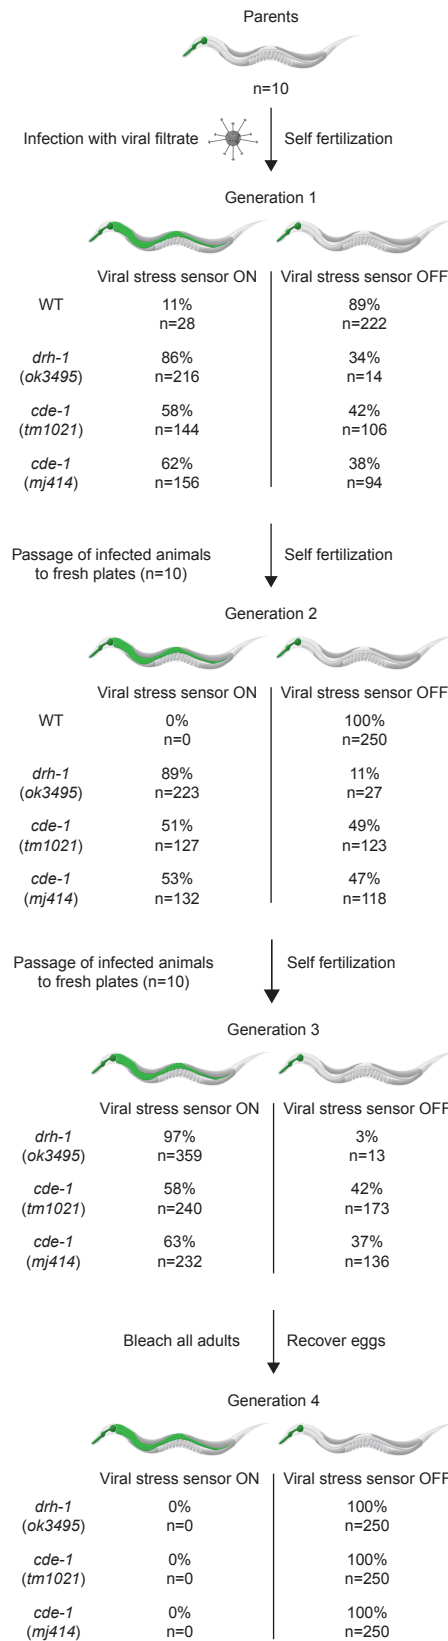 Parents
n=10
Infection with viral filtrate Self fertilization
Generation 1
Viral stress sensor ON Viral stress sensor OFF
WT 11% 89%
n=28 n=222
drh-1 86% 34%
(ok3495) n=216 n=14
cde-1 58% 42%
(tm1021) n=144 n=106
cde-1 62% 38%
(mj414) n=156 n=94
Passage of infected animals Self fertilization
to fresh plates (n=10)
Generation 2
Viral stress sensor ON Viral stress sensor OFF
WT 0% 100%
n=0 n=250
drh-1 89% 11%
(ok3495) n=223 n=27
cde-1 51% 49%
(tm1021) n=127 n=123
cde-1 53% 47%
(mj414) n=132 n=118
Passage of infected animals Self fertilization
to fresh plates (n=10)
Generation 3
Viral stress sensor ON Viral stress sensor OFF
drh-1 97% 3%
(ok3495) n=359 n=13
cde-1 58% 42%
(tm1021) n=240 n=173
cde-1 63% 37%
(mj414) n=232 n=136
Bleach all adults Recover eggs
Generation 4
Viral stress sensor ON Viral stress sensor OFF
drh-1 0% 100%
(ok3495) n=0 n=250
cde-1 0% 100%
(tm1021) n=0 n=250
cde-1 0% 100%
(mj414) n=0 n=250